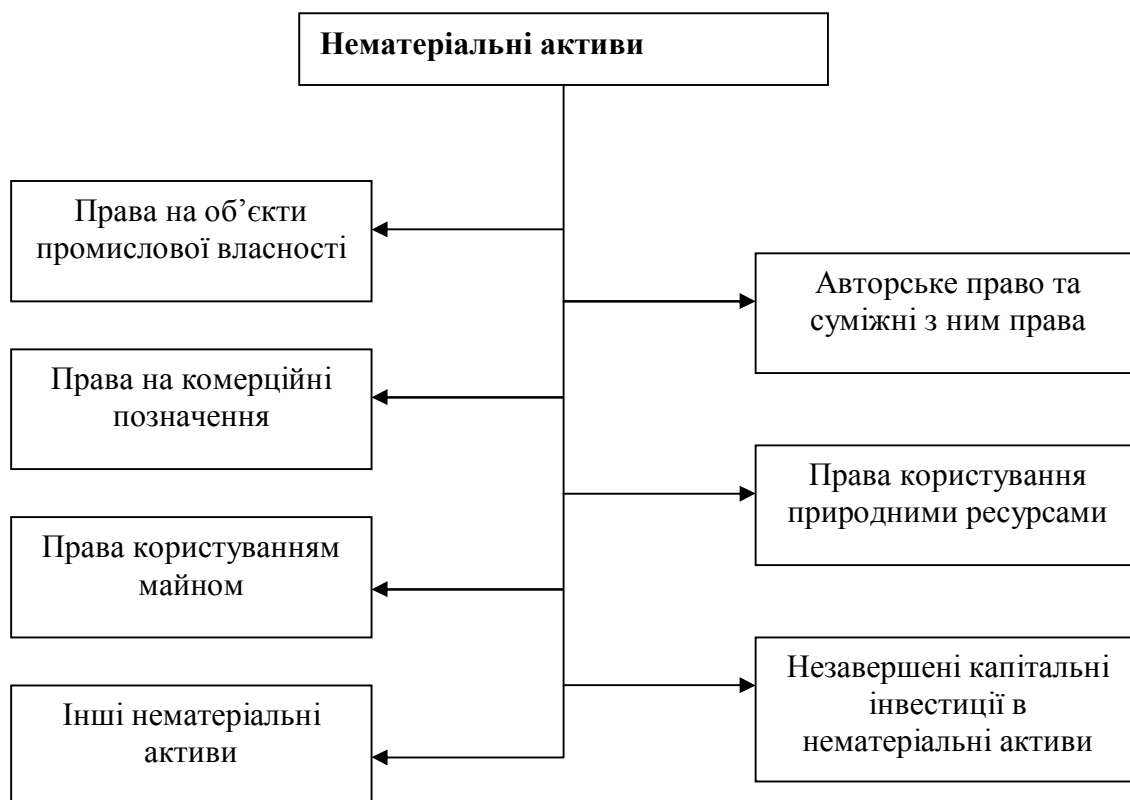 Нематеріальні активи
Права на об’єкти
промислової власності
Авторське право та
суміжні з ним права
Права на комерційні
позначення
Права користування
природними ресурсами
Права користуванням
майном
Незавершені капітальні
інвестиції в
нематеріальні активи
Інші нематеріальні
активи